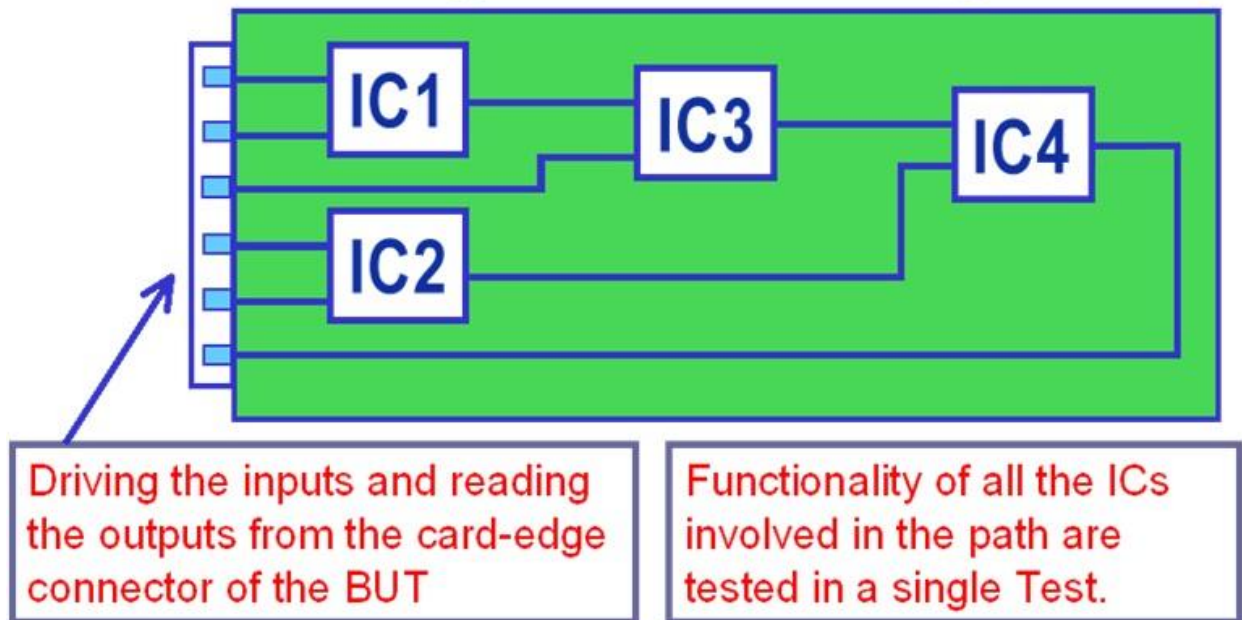 IC1
IC3
IC4
IC2
Driving the inputs and reading
the outputs from the card-edge
connector of the BUT
Functionality of all the ICs
involved in the path are
tested in a single Test.